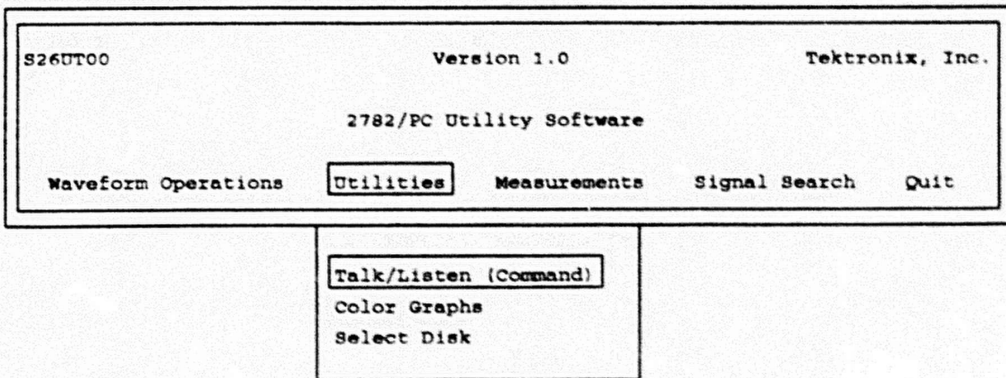 S26UT00 Version 1.0 Tektronix, Inc.
2782/PC Utility Software
Waveform Operations Utilities Measurements Signal Search Quit
Talk/Listen (Command)
Color Graphs
Select Disk